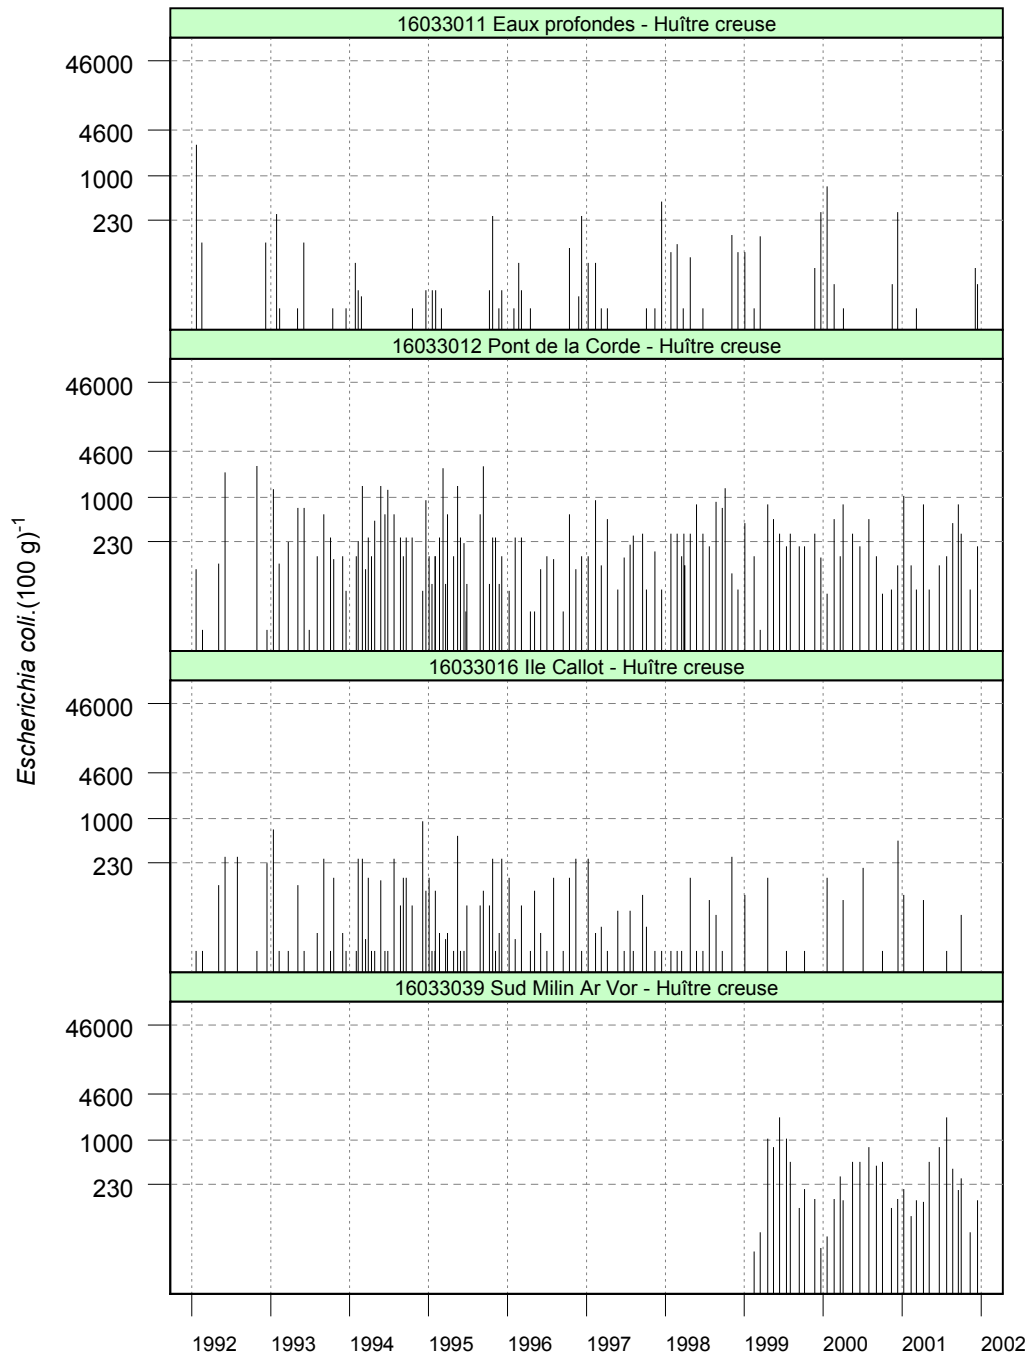 16033011 Eaux profondes - Huître creuse
46000
4600
1000
230
16033012 Pont de la Corde - Huître creuse
46000
4600
1000
230
Escherichia coli.(100 g)-1
16033016 Ile Callot - Huître creuse
46000
4600
1000
230
16033039 Sud Milin Ar Vor - Huître creuse
46000
4600
1000
230
1992 1993 1994 1995 1996 1997 1998 1999 2000 2001 2002